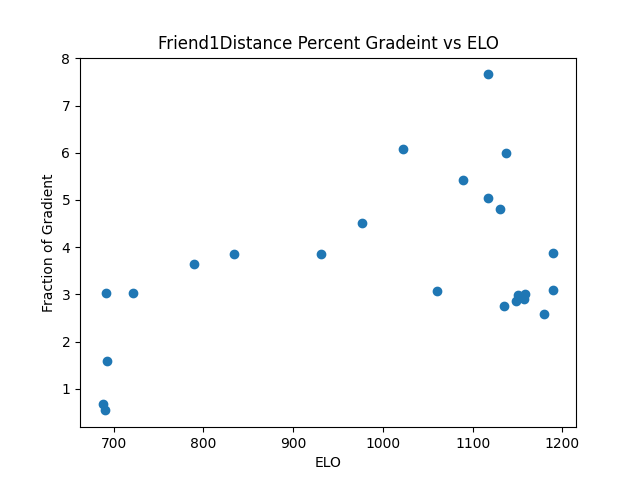 Friend1Distance Percent Gradeint vs ELO
8
7
6
5
4
3
2
1
Fraction of Gradient
700 800 900 1000 1100 1200
ELO